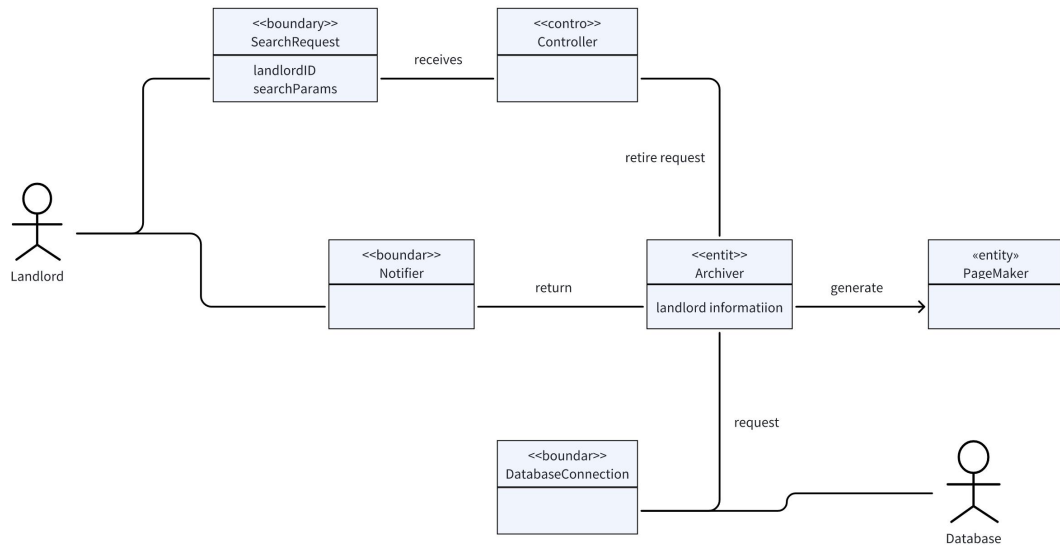 <<boundary>>
SearchRequest
landlordID
searchParams
receives
<<contro>>
Controller
retire request
Landlord
<<boundar>>
Notifier
return
<<entit>>
Archiver
landlord informatiion
generate
«entity»
PageMaker
request
<<boundar>>
DatabaseConnection
Database